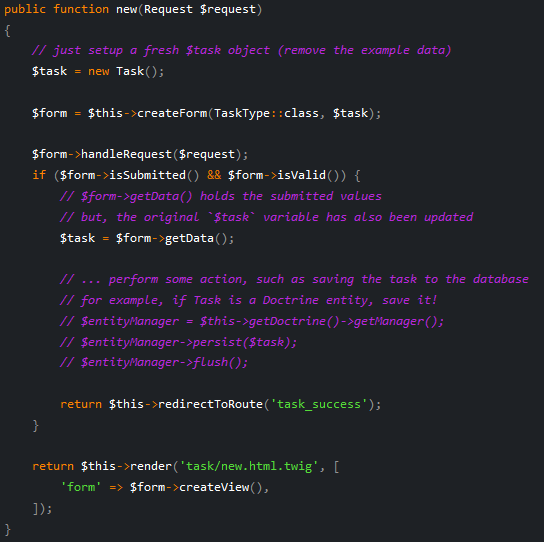 public function new(Request $request)
{
    // just setup a fresh $task object (remove the example data)
    $task = new Task();

    $form = $this->createForm(TaskType::class, $task);

    $form->handleRequest($request);
    if ($form->isSubmitted() && $form->isValid()) {
        // $form->getData() holds the submitted values
        // but, the original `$task` variable has also been updated
        $task = $form->getData();

        // ... perform some action, such as saving the task to the database
        // for example, if Task is a Doctrine entity, save it!
        // $entityManager = $this->getDoctrine()->getManager();
        // $entityManager->persist($task);
        // $entityManager->flush();

        return $this->redirectToRoute('task_success');
    }

    return $this->render('task/new.html.twig', [
        'form' => $form->createView(),
    ]);
}